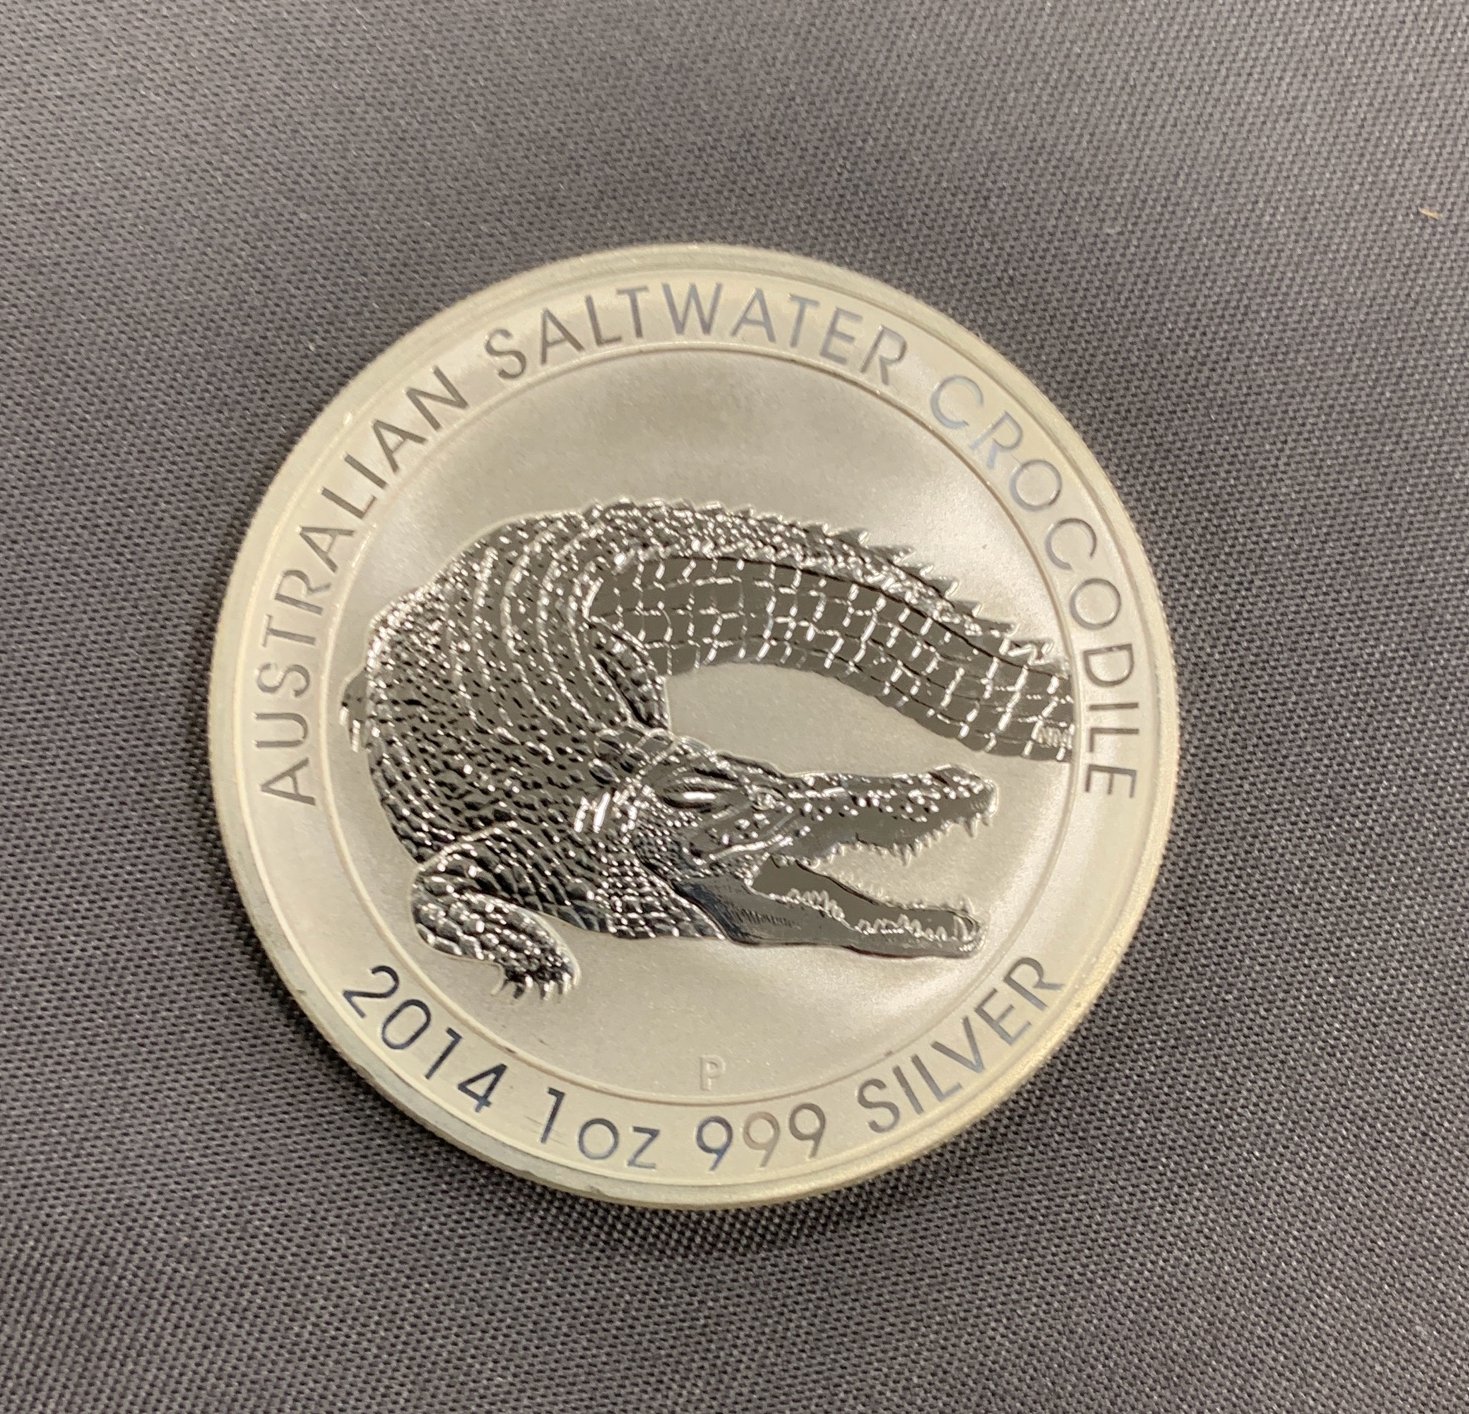 AUSTRALIAN SALTWATER CROCODILE
P
2014 1oz 999 SILVER